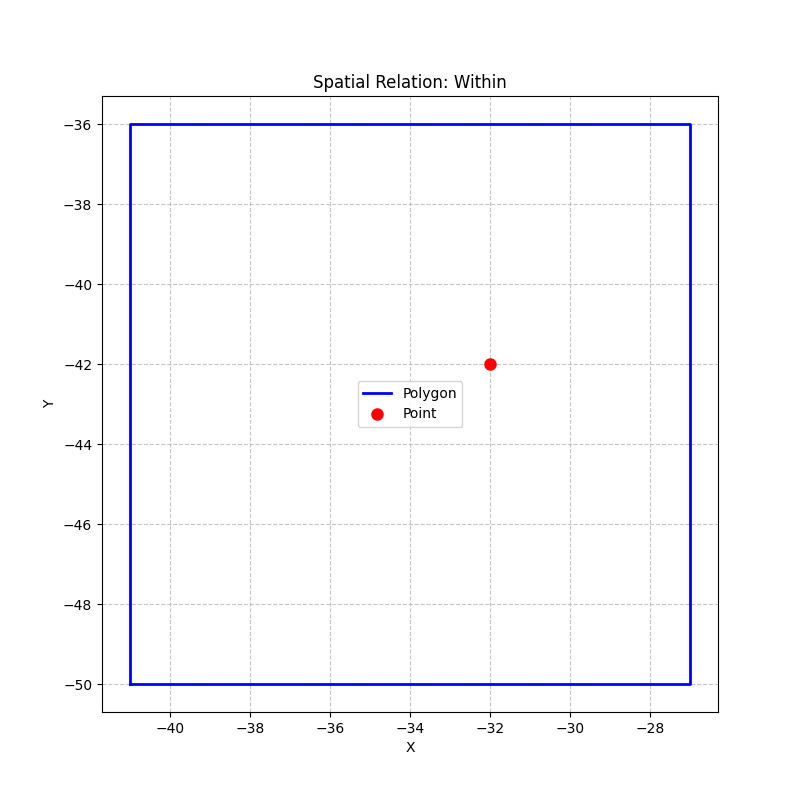 Spatial Relation: Within
−36
−38
−40
−42
−44
−46
−48
−50
Y
Polygon
Point
−40 −38 −36 −34 −32 −30 −28
X